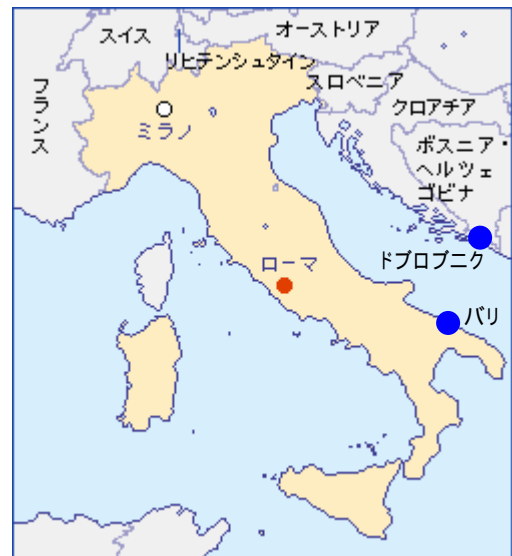 スイス
オーストリア
リヒテンシュタイン
スロベニア
フランス
クロアチア
ミラノ
ボスニア・
ヘルツェ
ゴビナ
ドブロブニク
ローマ
バリ